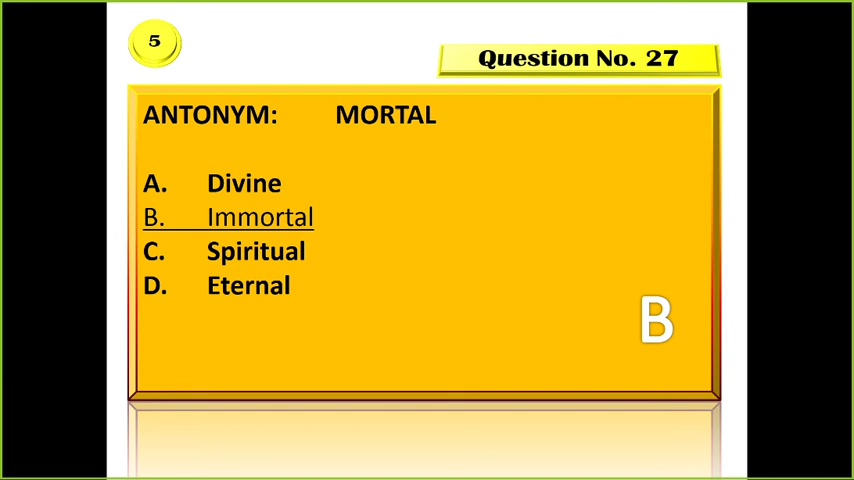 5
Question No. 27
ANTONYM: MORTAL
A. Divine
B. Immortal
C. Spiritual
D. Eternal
B